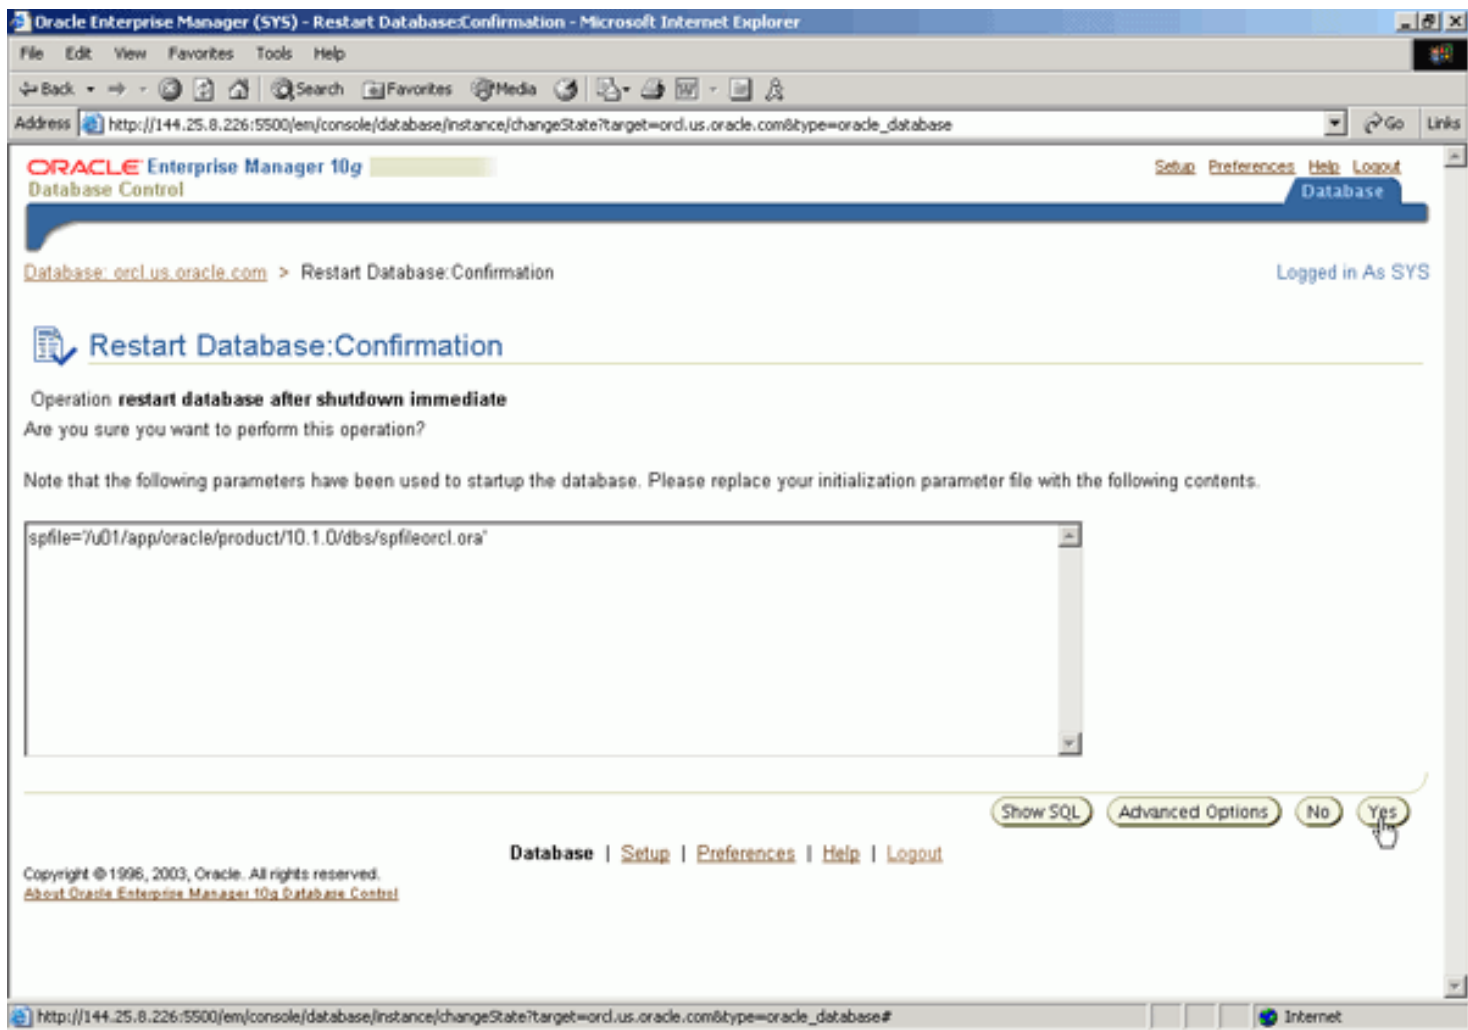 Oracle Enterprise Manager (SYS) - Restart Database:Confirmation - Microsoft Internet Explorer
File Edit View Favorites Tools Help
Back Search Favorites Media
Address http://144.25.8.226:5500/em/console/database/instance/changeState?target=orcl.us.oracle.com&type=oracle_database Go Links
ORACLE Enterprise Manager 10g Setup Preferences Help Logout
Database Control Database
Database: orcl.us.oracle.com > Restart Database:Confirmation Logged in As SYS
Restart Database:Confirmation
Operation restart database after shutdown immediate
Are you sure you want to perform this operation?
Note that the following parameters have been used to startup the database. Please replace your initialization parameter file with the following contents.
spfile='/u01/app/oracle/product/10.1.0/dbs/spfileorcl.ora'
Show SQL Advanced Options No Yes
Database | Setup | Preferences | Help | Logout
Copyright © 1996, 2003, Oracle. All rights reserved.
About Oracle Enterprise Manager 10g Database Control
http://144.25.8.226:5500/em/console/database/instance/changeState?target=orcl.us.oracle.com&type=oracle_database# Internet